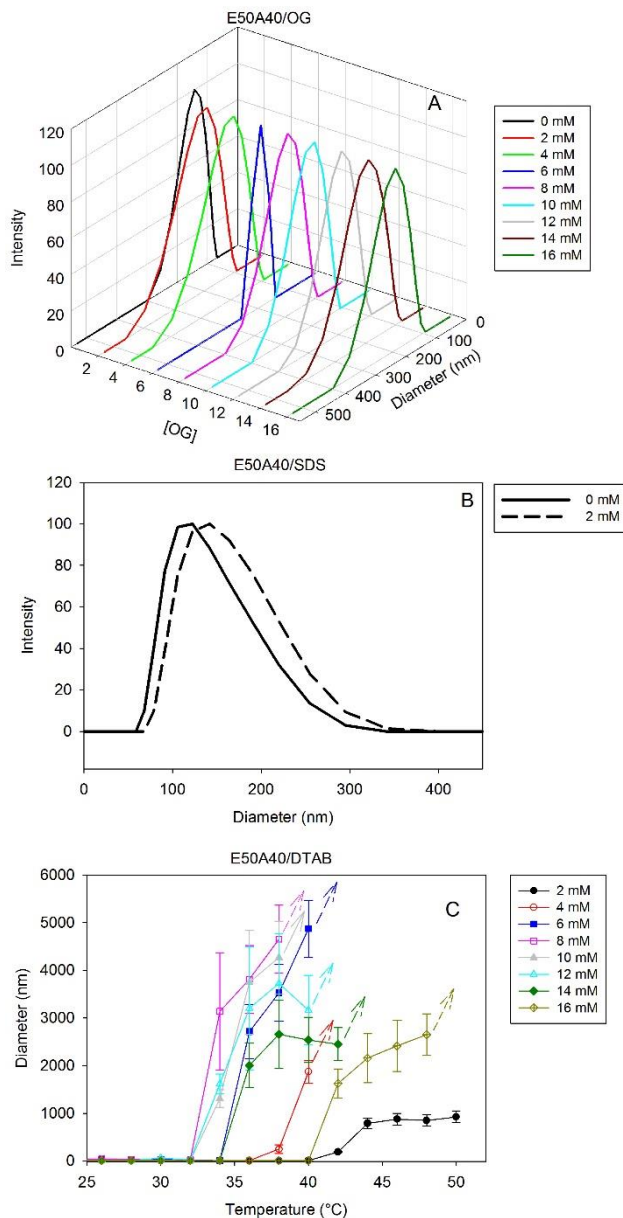 E50A40/OG
A
120
100
80
60
40
20
0
Intensity
2
4
6
8
10
12
14
16
[OG]
500
400
300
200
100
0
Diameter (nm)
0 mM
2 mM
4 mM
6 mM
8 mM
10 mM
12 mM
14 mM
16 mM
E50A40/SDS
B
120
100
80
60
40
20
0
Intensity
0
100
200
300
400
Diameter (nm)
0 mM
2 mM
E50A40/DTAB
C
6000
5000
4000
3000
2000
1000
0
Diameter (nm)
25
30
35
40
45
50
Temperature (°C)
2 mM
4 mM
6 mM
8 mM
10 mM
12 mM
14 mM
16 mM